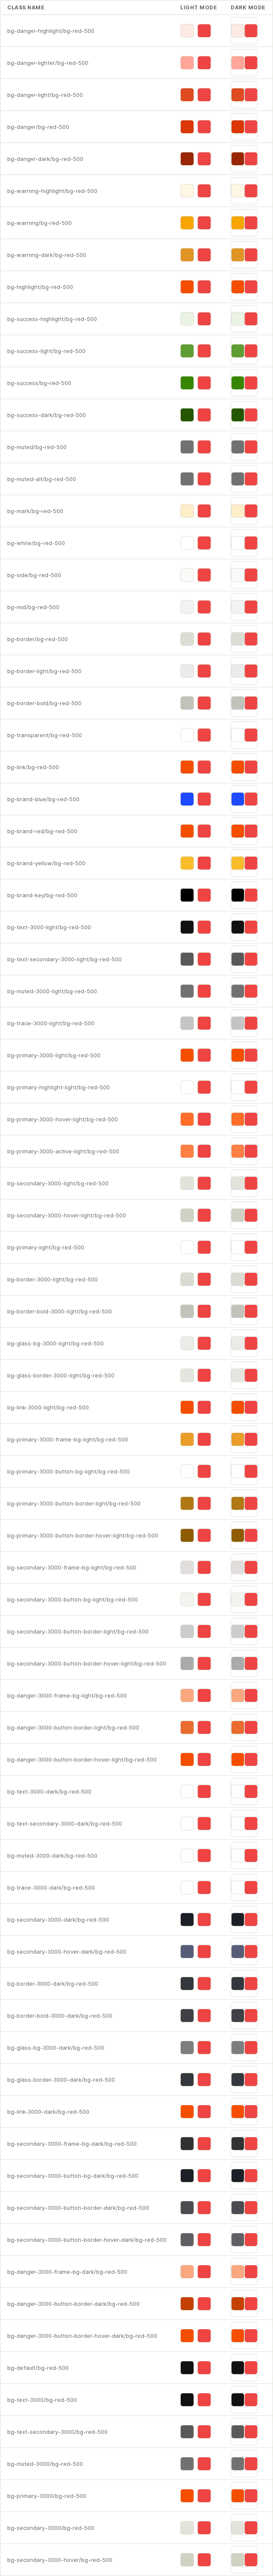 CLASS NAME LIGHT MODE DARK MODE
bg-danger-highlight/bg-red-500
bg-danger-lighter/bg-red-500
bg-danger-light/bg-red-500
bg-danger/bg-red-500
bg-danger-dark/bg-red-500
bg-warning-highlight/bg-red-500
bg-warning/bg-red-500
bg-warning-dark/bg-red-500
bg-highlight/bg-red-500
bg-success-highlight/bg-red-500
bg-success-light/bg-red-500
bg-success/bg-red-500
bg-success-dark/bg-red-500
bg-muted/bg-red-500
bg-muted-alt/bg-red-500
bg-mark/bg-red-500
bg-white/bg-red-500
bg-side/bg-red-500
bg-mid/bg-red-500
bg-border/bg-red-500
bg-border-light/bg-red-500
bg-border-bold/bg-red-500
bg-transparent/bg-red-500
bg-link/bg-red-500
bg-brand-blue/bg-red-500
bg-brand-red/bg-red-500
bg-brand-yellow/bg-red-500
bg-brand-key/bg-red-500
bg-text-3000-light/bg-red-500
bg-text-secondary-3000-light/bg-red-500
bg-muted-3000-light/bg-red-500
bg-trace-3000-light/bg-red-500
bg-primary-3000-light/bg-red-500
bg-primary-highlight-light/bg-red-500
bg-primary-3000-hover-light/bg-red-500
bg-primary-3000-active-light/bg-red-500
bg-secondary-3000-light/bg-red-500
bg-secondary-3000-hover-light/bg-red-500
bg-primary-light/bg-red-500
bg-border-3000-light/bg-red-500
bg-border-bold-3000-light/bg-red-500
bg-glass-bg-3000-light/bg-red-500
bg-glass-border-3000-light/bg-red-500
bg-link-3000-light/bg-red-500
bg-primary-3000-frame-bg-light/bg-red-500
bg-primary-3000-button-bg-light/bg-red-500
bg-primary-3000-button-border-light/bg-red-500
bg-primary-3000-button-border-hover-light/bg-red-500
bg-secondary-3000-frame-bg-light/bg-red-500
bg-secondary-3000-button-bg-light/bg-red-500
bg-secondary-3000-button-border-light/bg-red-500
bg-secondary-3000-button-border-hover-light/bg-red-500
bg-danger-3000-frame-bg-light/bg-red-500
bg-danger-3000-button-border-light/bg-red-500
bg-danger-3000-button-border-hover-light/bg-red-500
bg-text-3000-dark/bg-red-500
bg-text-secondary-3000-dark/bg-red-500
bg-muted-3000-dark/bg-red-500
bg-trace-3000-dark/bg-red-500
bg-secondary-3000-dark/bg-red-500
bg-secondary-3000-hover-dark/bg-red-500
bg-border-3000-dark/bg-red-500
bg-border-bold-3000-dark/bg-red-500
bg-glass-bg-3000-dark/bg-red-500
bg-glass-border-3000-dark/bg-red-500
bg-link-3000-dark/bg-red-500
bg-secondary-3000-frame-bg-dark/bg-red-500
bg-secondary-3000-button-bg-dark/bg-red-500
bg-secondary-3000-button-border-dark/bg-red-500
bg-secondary-3000-button-border-hover-dark/bg-red-500
bg-danger-3000-frame-bg-dark/bg-red-500
bg-danger-3000-button-border-dark/bg-red-500
bg-danger-3000-button-border-hover-dark/bg-red-500
bg-default/bg-red-500
bg-text-3000/bg-red-500
bg-text-secondary-3000/bg-red-500
bg-muted-3000/bg-red-500
bg-primary-3000/bg-red-500
bg-secondary-3000/bg-red-500
bg-secondary-3000-hover/bg-red-500